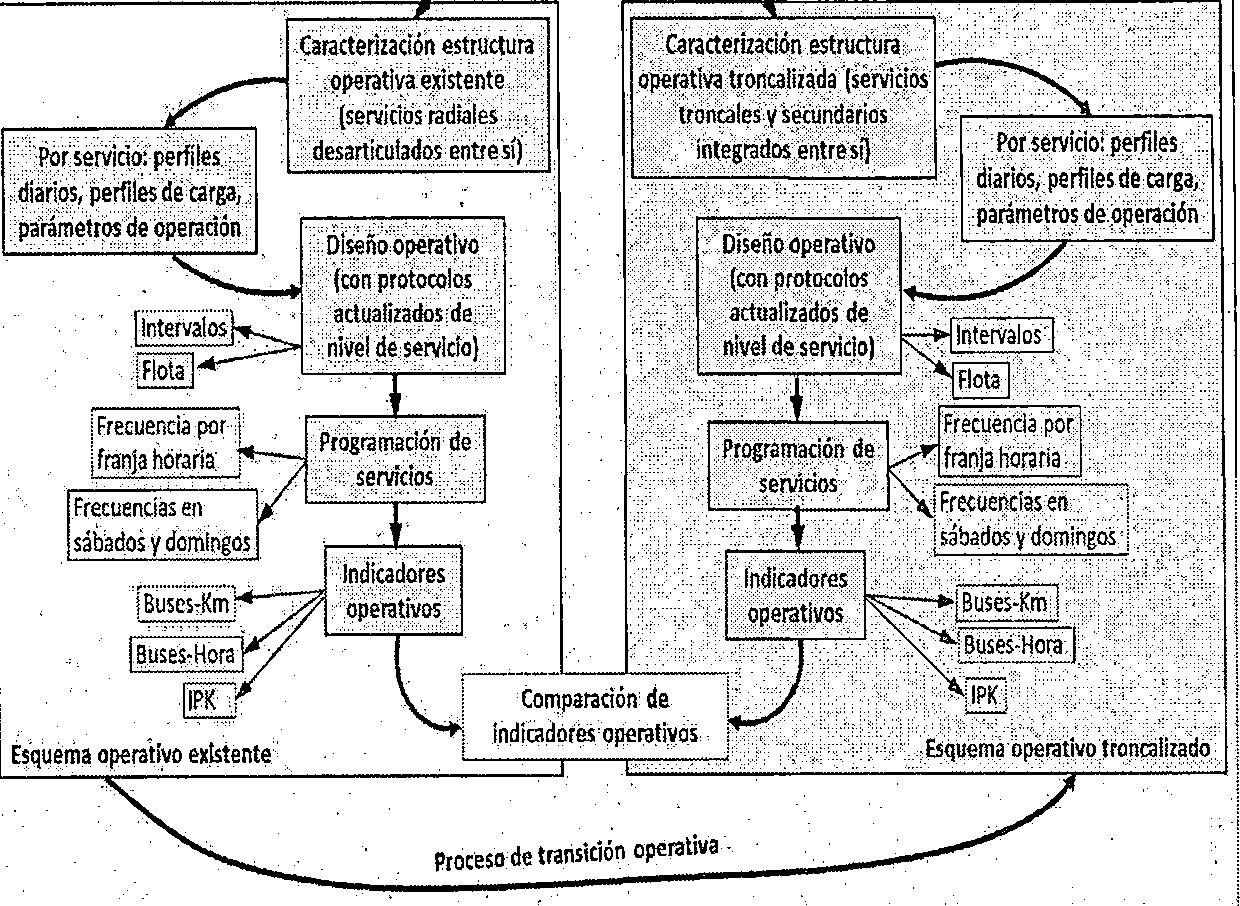 Caracterización estructura
operativa existente
(servicios radiales
desarticulados entre sí)
Por servicio: perfiles
diarios, perfiles de carga,
parámetros de operación
Diseño operativo
(con protocolos
actualizados de
nivel de servicio)
Intervalos
Flota
Programación de
servicios
Frecuencia por
franja horaria
Frecuencias en
sábados y domingos
Indicadores
operativos
Buses-Km
Buses-Hora
IPK
Esquema operativo existente
Caracterización estructura
operativa troncalizada (servicios
troncales y secundarios
integrados entre sí)
Por servicio: perfiles
diarios, perfiles de carga,
parámetros de operación
Diseño operativo
(con protocolos
actualizados de
nivel de servicio)
Intervalos
Flota
Programación de
servicios
Frecuencia por
franja horaria
Frecuencias en
sábados y domingos
Indicadores
operativos
Buses-Km
Buses-Hora
IPK
Esquema operativo troncalizado
Comparación de
indicadores operativos
Proceso de transición operativa